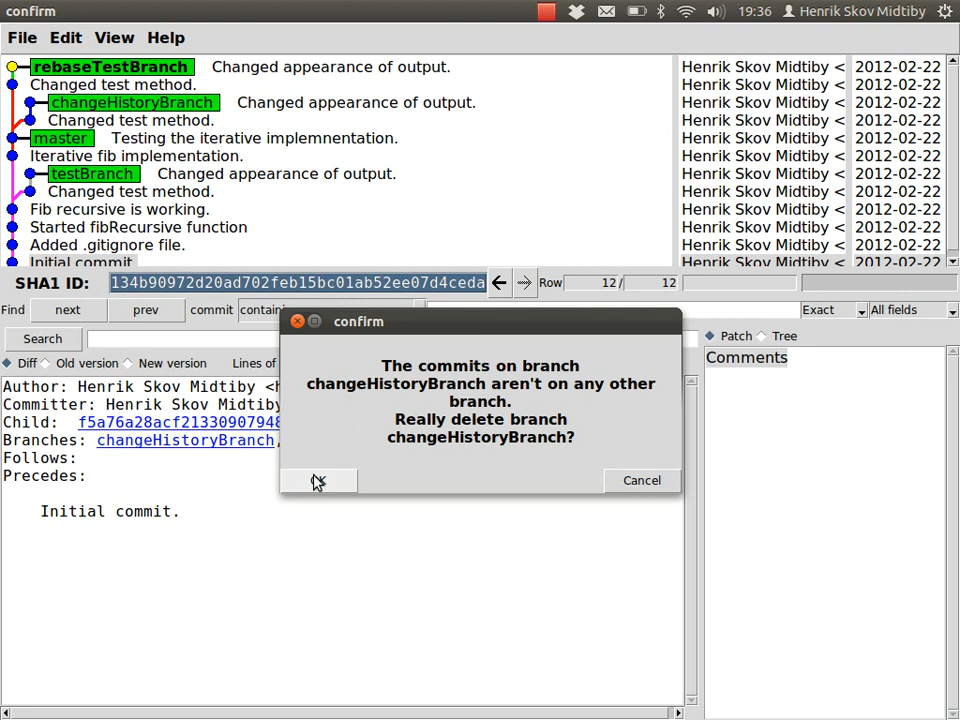 confirm
19:36
Henrik Skov Midtiby
File Edit View Help
rebaseTestBranch Changed appearance of output. Henrik Skov Midtiby < 2012-02-22
Changed test method. Henrik Skov Midtiby < 2012-02-22
changeHistoryBranch Changed appearance of output. Henrik Skov Midtiby < 2012-02-22
Changed test method. Henrik Skov Midtiby < 2012-02-22
master Testing the iterative implemnentation. Henrik Skov Midtiby < 2012-02-22
Iterative fib implementation. Henrik Skov Midtiby < 2012-02-22
testBranch Changed appearance of output. Henrik Skov Midtiby < 2012-02-22
Changed test method. Henrik Skov Midtiby < 2012-02-22
Fib recursive is working. Henrik Skov Midtiby < 2012-02-22
Started fibRecursive function Henrik Skov Midtiby < 2012-02-22
Added .gitignore file. Henrik Skov Midtiby < 2012-02-22
Initial commit. Henrik Skov Midtiby < 2012-02-22
SHA1 ID: 134b90972d20ad702feb15bc01ab52ee07d4ceda Row 12 / 12
Find next prev commit contain Exact All fields
Search
Diff Old version New version Lines of
Patch Tree
Comments
Author: Henrik Skov Midtiby <h
Committer: Henrik Skov Midtiby
Child: f5a76a28acf21330907948
Branches: changeHistoryBranch,
Follows:
Precedes:
Initial commit.
confirm
The commits on branch
changeHistoryBranch aren't on any other
branch.
Really delete branch
changeHistoryBranch?
Cancel